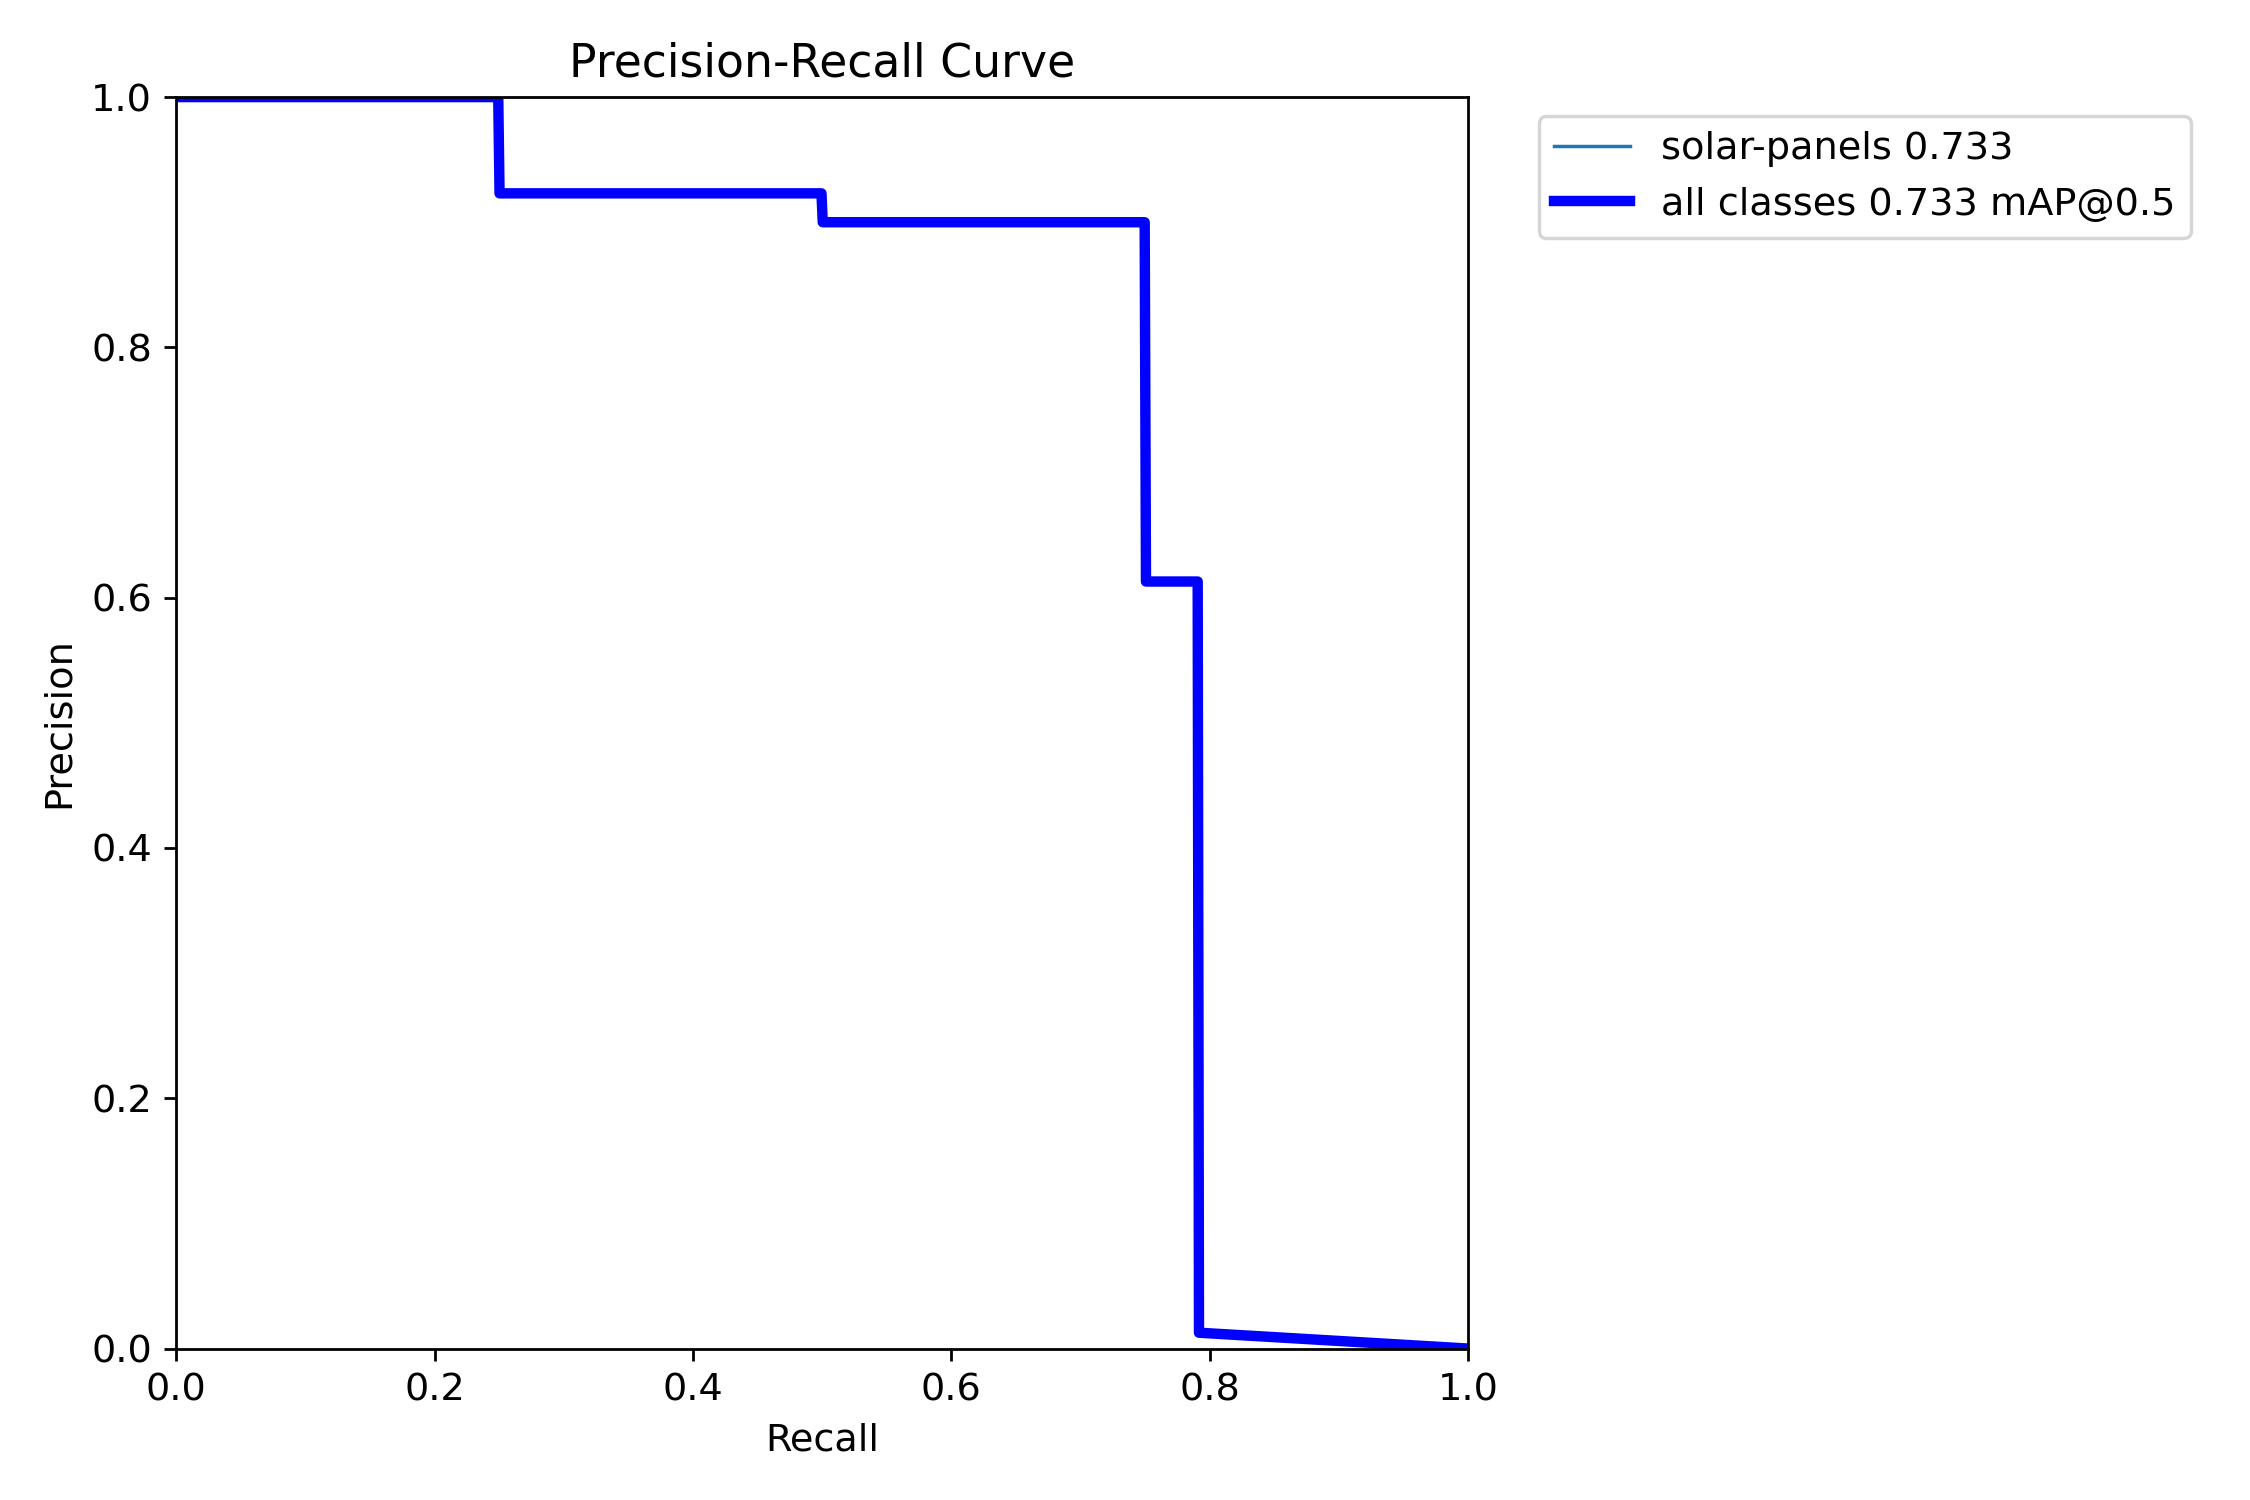 Precision-Recall Curve
solar-panels 0.733
all classes 0.733 mAP@0.5
Precision
1.0
0.8
0.6
0.4
0.2
0.0
0.0 0.2 0.4 0.6 0.8 1.0
Recall